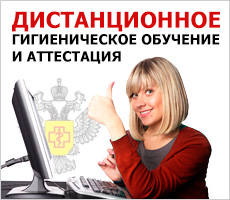 ДИСТАНЦИОННОЕ
ГИГИЕНИЧЕСКОЕ ОБУЧЕНИЕ
И АТТЕСТАЦИЯ